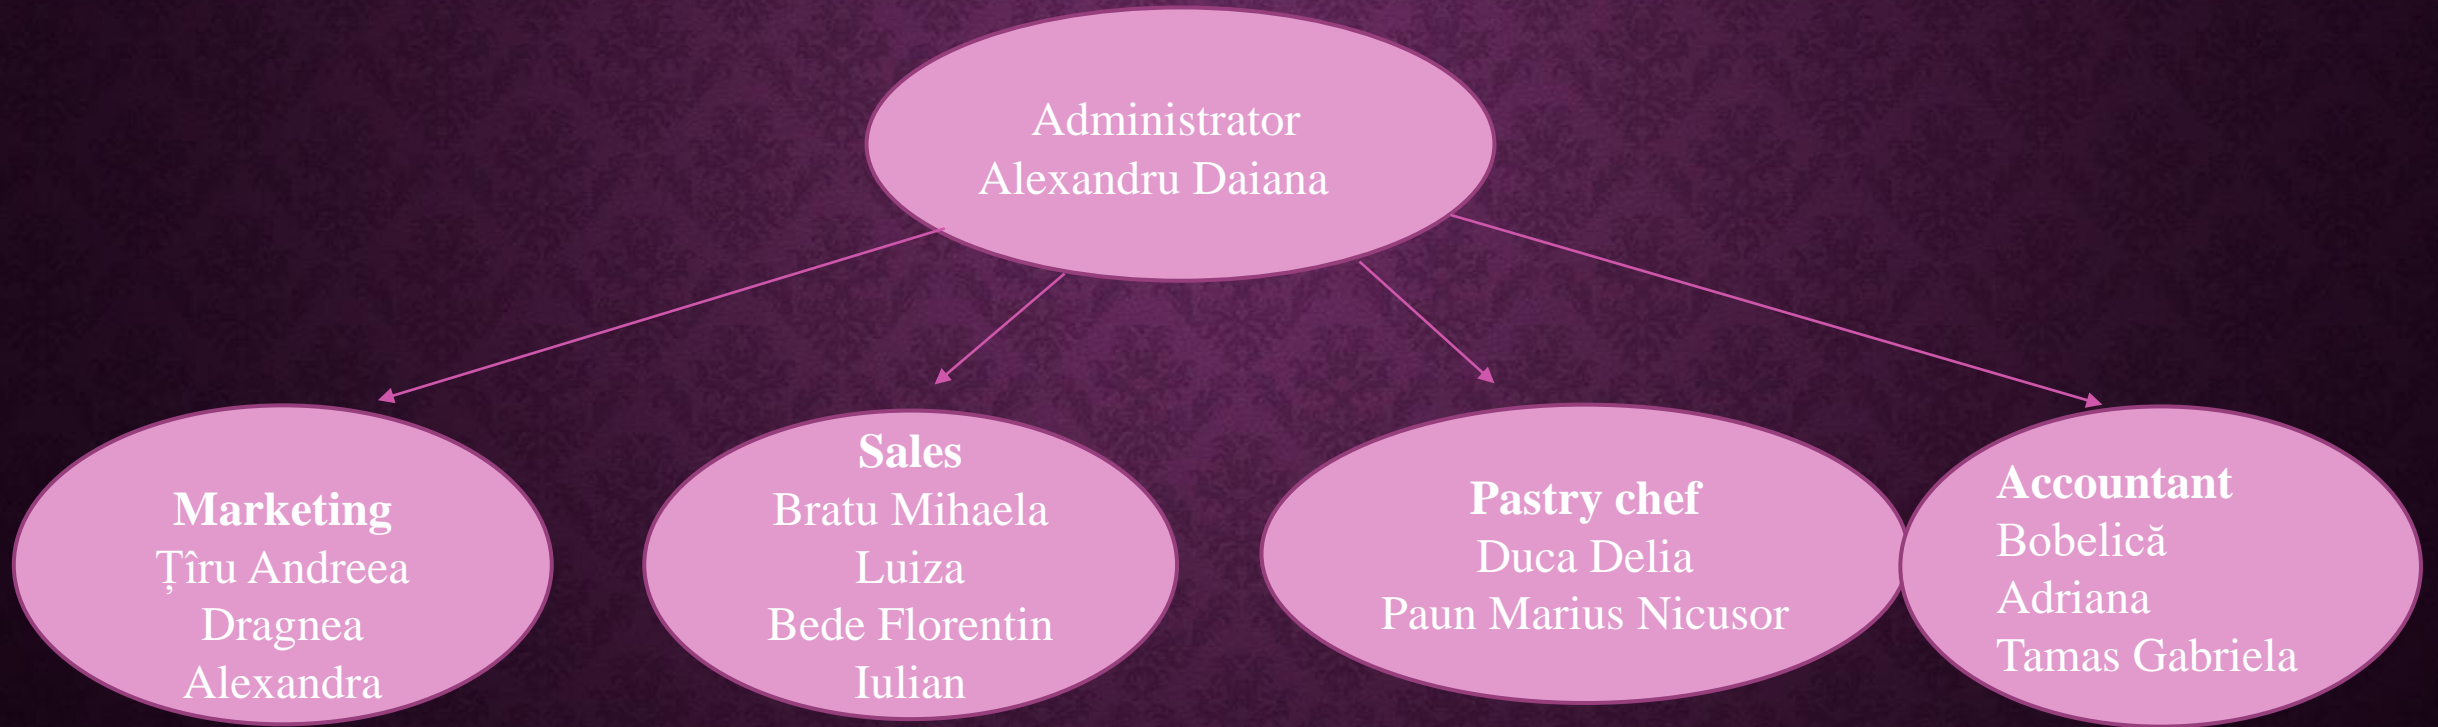 Administrator
Alexandru Daiana
Marketing
Țîru Andreea
Dragnea
Alexandra
Sales
Bratu Mihaela
Luiza
Bede Florentin
Iulian
Pastry chef
Duca Delia
Paun Marius Nicusor
Accountant
Bobelică
Adriana
Tamas Gabriela